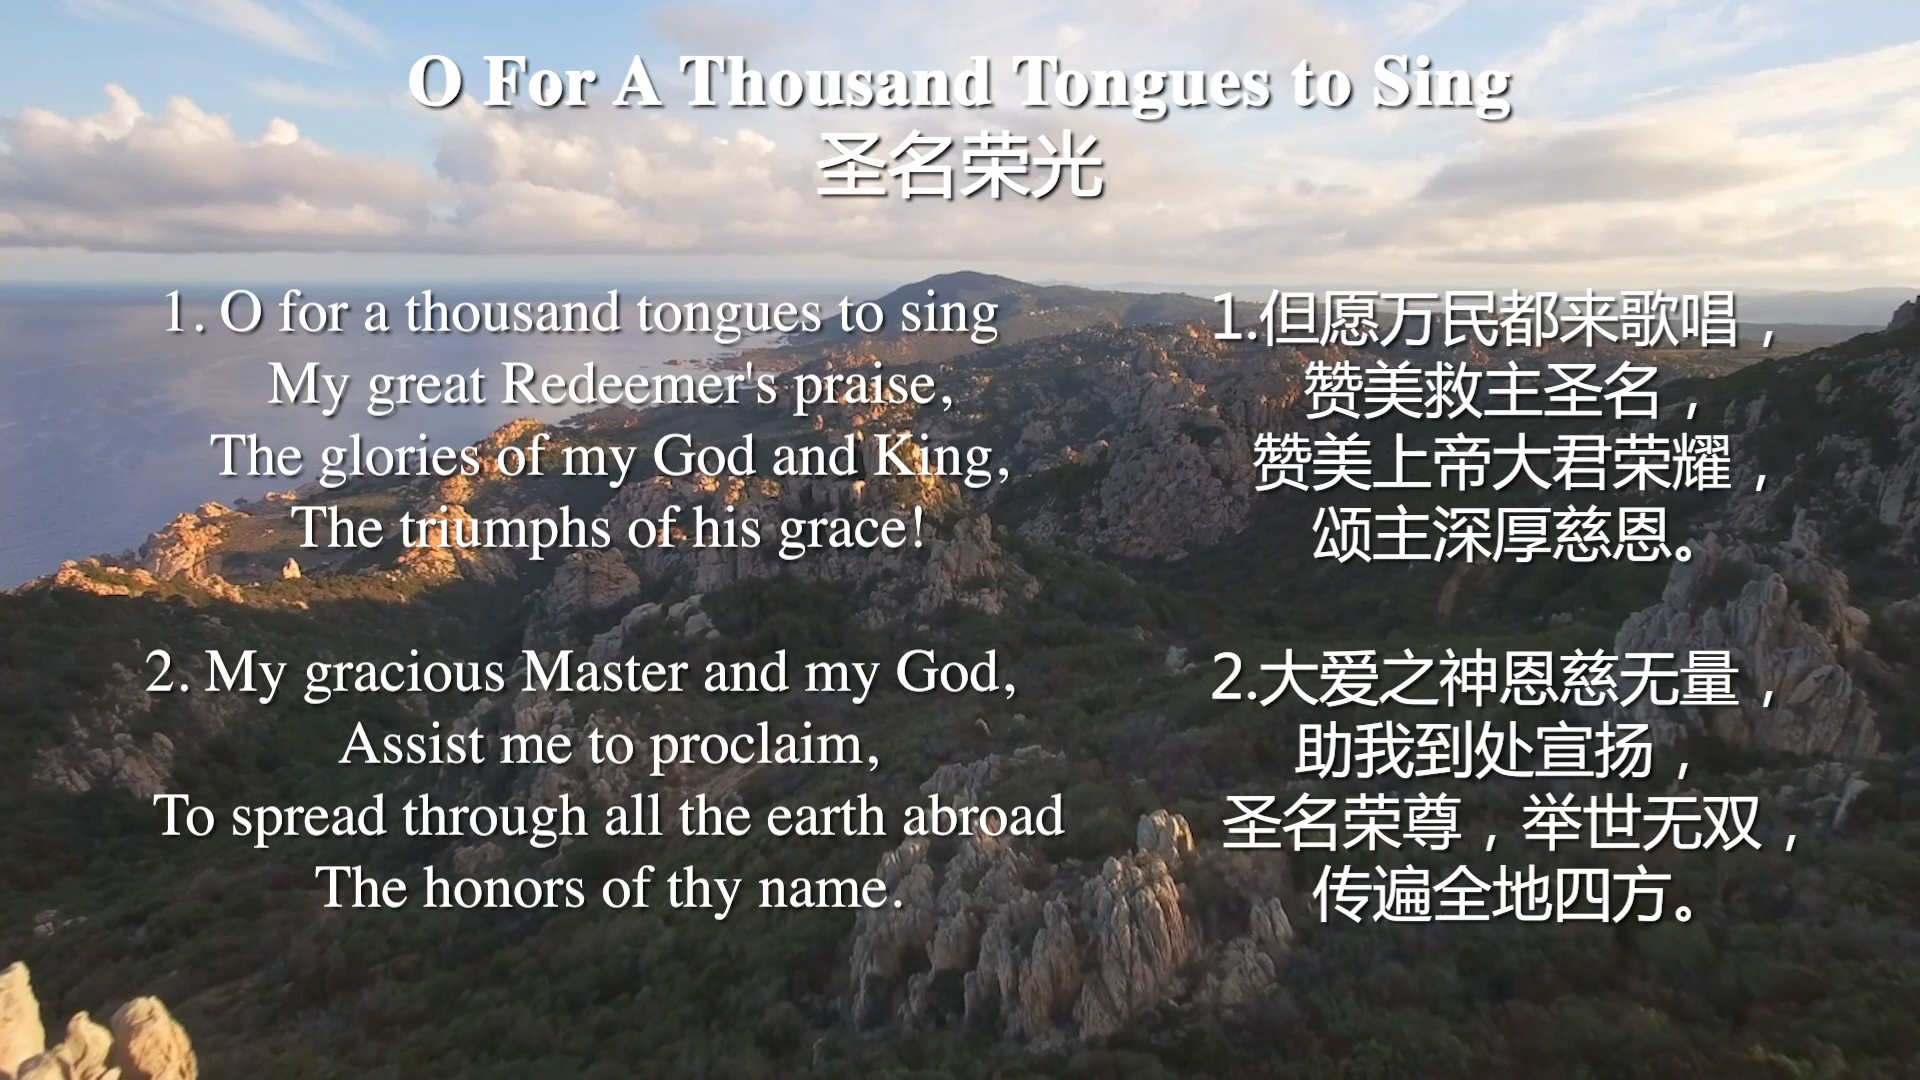 O For A Thousand Tongues to Sing
圣名荣光
1. O for a thousand tongues to sing
My great Redeemer's praise,
The glories of my God and King,
The triumphs of his grace!
2. My gracious Master and my God,
Assist me to proclaim,
To spread through all the earth abroad
The honors of thy name.
1.但愿万民都来歌唱，
赞美救主圣名，
赞美上帝大君荣耀，
颂主深厚慈恩。
2.大爱之神恩慈无量，
助我到处宣扬，
圣名荣尊，举世无双，
传遍全地四方。